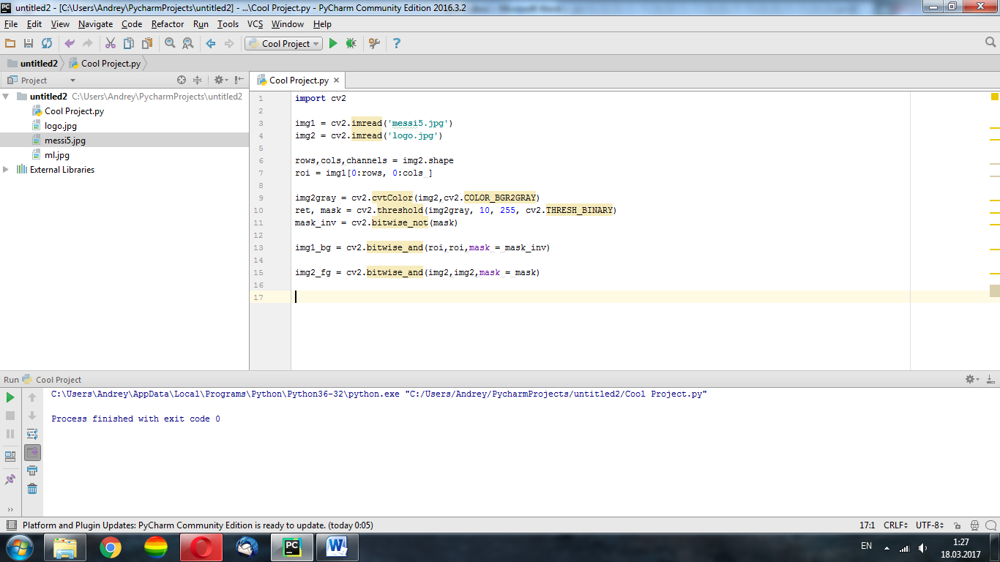 untitled2 - [C:\Users\Andrey\PycharmProjects\untitled2] - ...\Cool Project.py - PyCharm Community Edition 2016.3.2
File Edit View Navigate Code Refactor Run Tools VCS Window Help
Cool Project
untitled2 Cool Project.py
Project
Cool Project.py
untitled2 C:\Users\Andrey\PycharmProjects\untitled2
Cool Project.py
logo.jpg
messi5.jpg
ml.jpg
External Libraries
1 import cv2
2
3 img1 = cv2.imread('messi5.jpg')
4 img2 = cv2.imread('logo.jpg')
5
6 rows,cols,channels = img2.shape
7 roi = img1[0:rows, 0:cols ]
8
9 img2gray = cv2.cvtColor(img2,cv2.COLOR_BGR2GRAY)
10 ret, mask = cv2.threshold(img2gray, 10, 255, cv2.THRESH_BINARY)
11 mask_inv = cv2.bitwise_not(mask)
12
13 img1_bg = cv2.bitwise_and(roi,roi,mask = mask_inv)
14
15 img2_fg = cv2.bitwise_and(img2,img2,mask = mask)
16
17
Run Cool Project
C:\Users\Andrey\AppData\Local\Programs\Python\Python36-32\python.exe "C:/Users/Andrey/PycharmProjects/untitled2/Cool Project.py"
Process finished with exit code 0
Platform and Plugin Updates: PyCharm Community Edition is ready to update. (today 0:05)
17:1 CRLF UTF-8
EN
1:27
18.03.2017